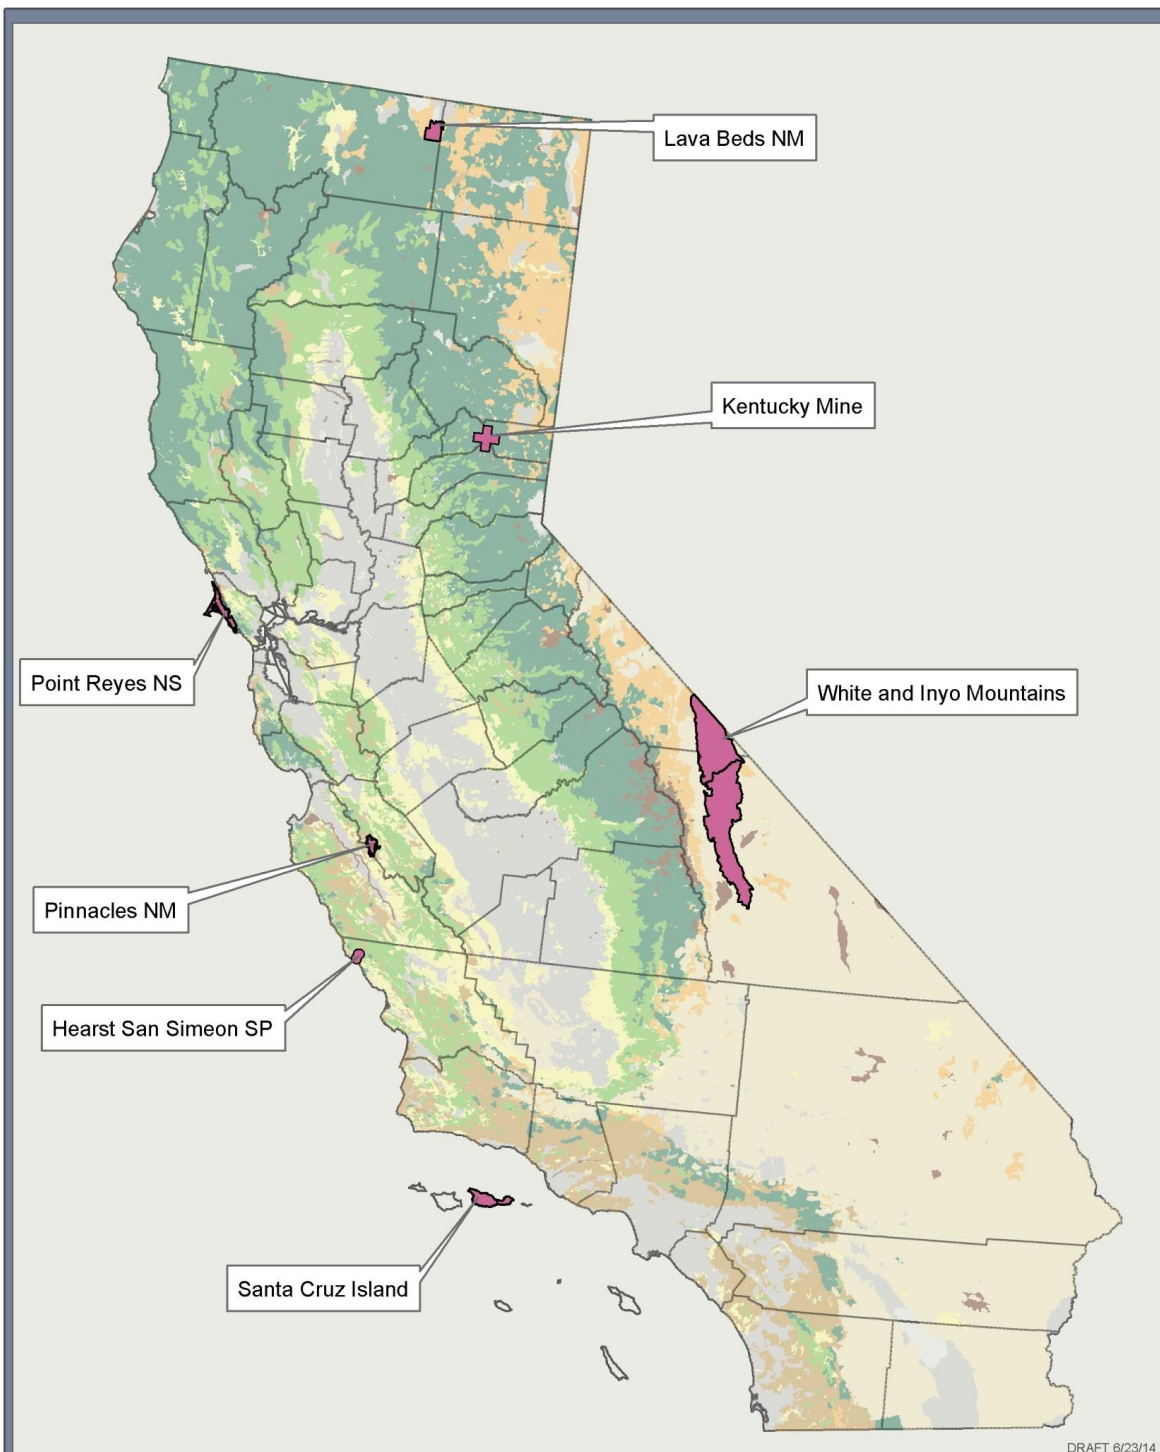 Lava Beds NM
Kentucky Mine
Point Reyes NS
White and Inyo Mountains
Pinnacles NM
Hearst San Simeon SP
Santa Cruz Island
DRAFT 6/23/14